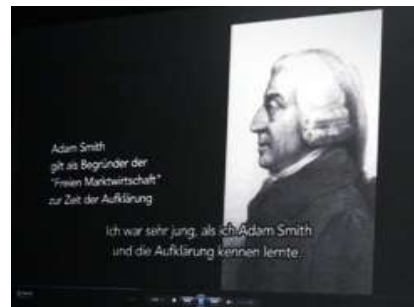 Adam Smith
gilt als Begründer der
"Freien Marktwirtschaft"
zur Zeit der Aufklärung
Ich war sehr jung, als ich Adam Smith
und die Aufklärung kennen lernte.